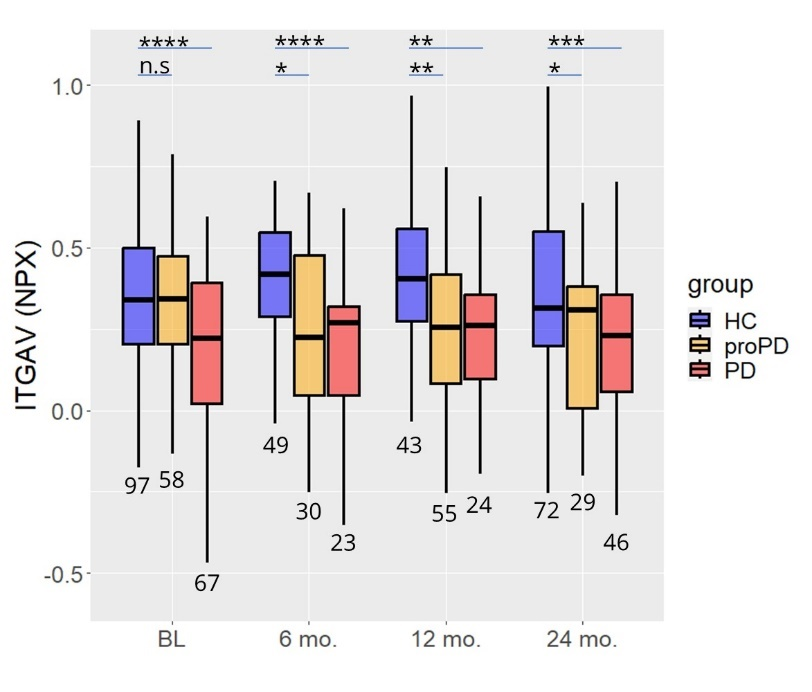 **** **** ** ***
n.s * ** *
1.0
0.5
0.0
-0.5
ITGAV (NPX)
97 58 67
49 30 23
43 55 24
72 29 46
BL 6 mo. 12 mo. 24 mo.
group
HC
proPD
PD